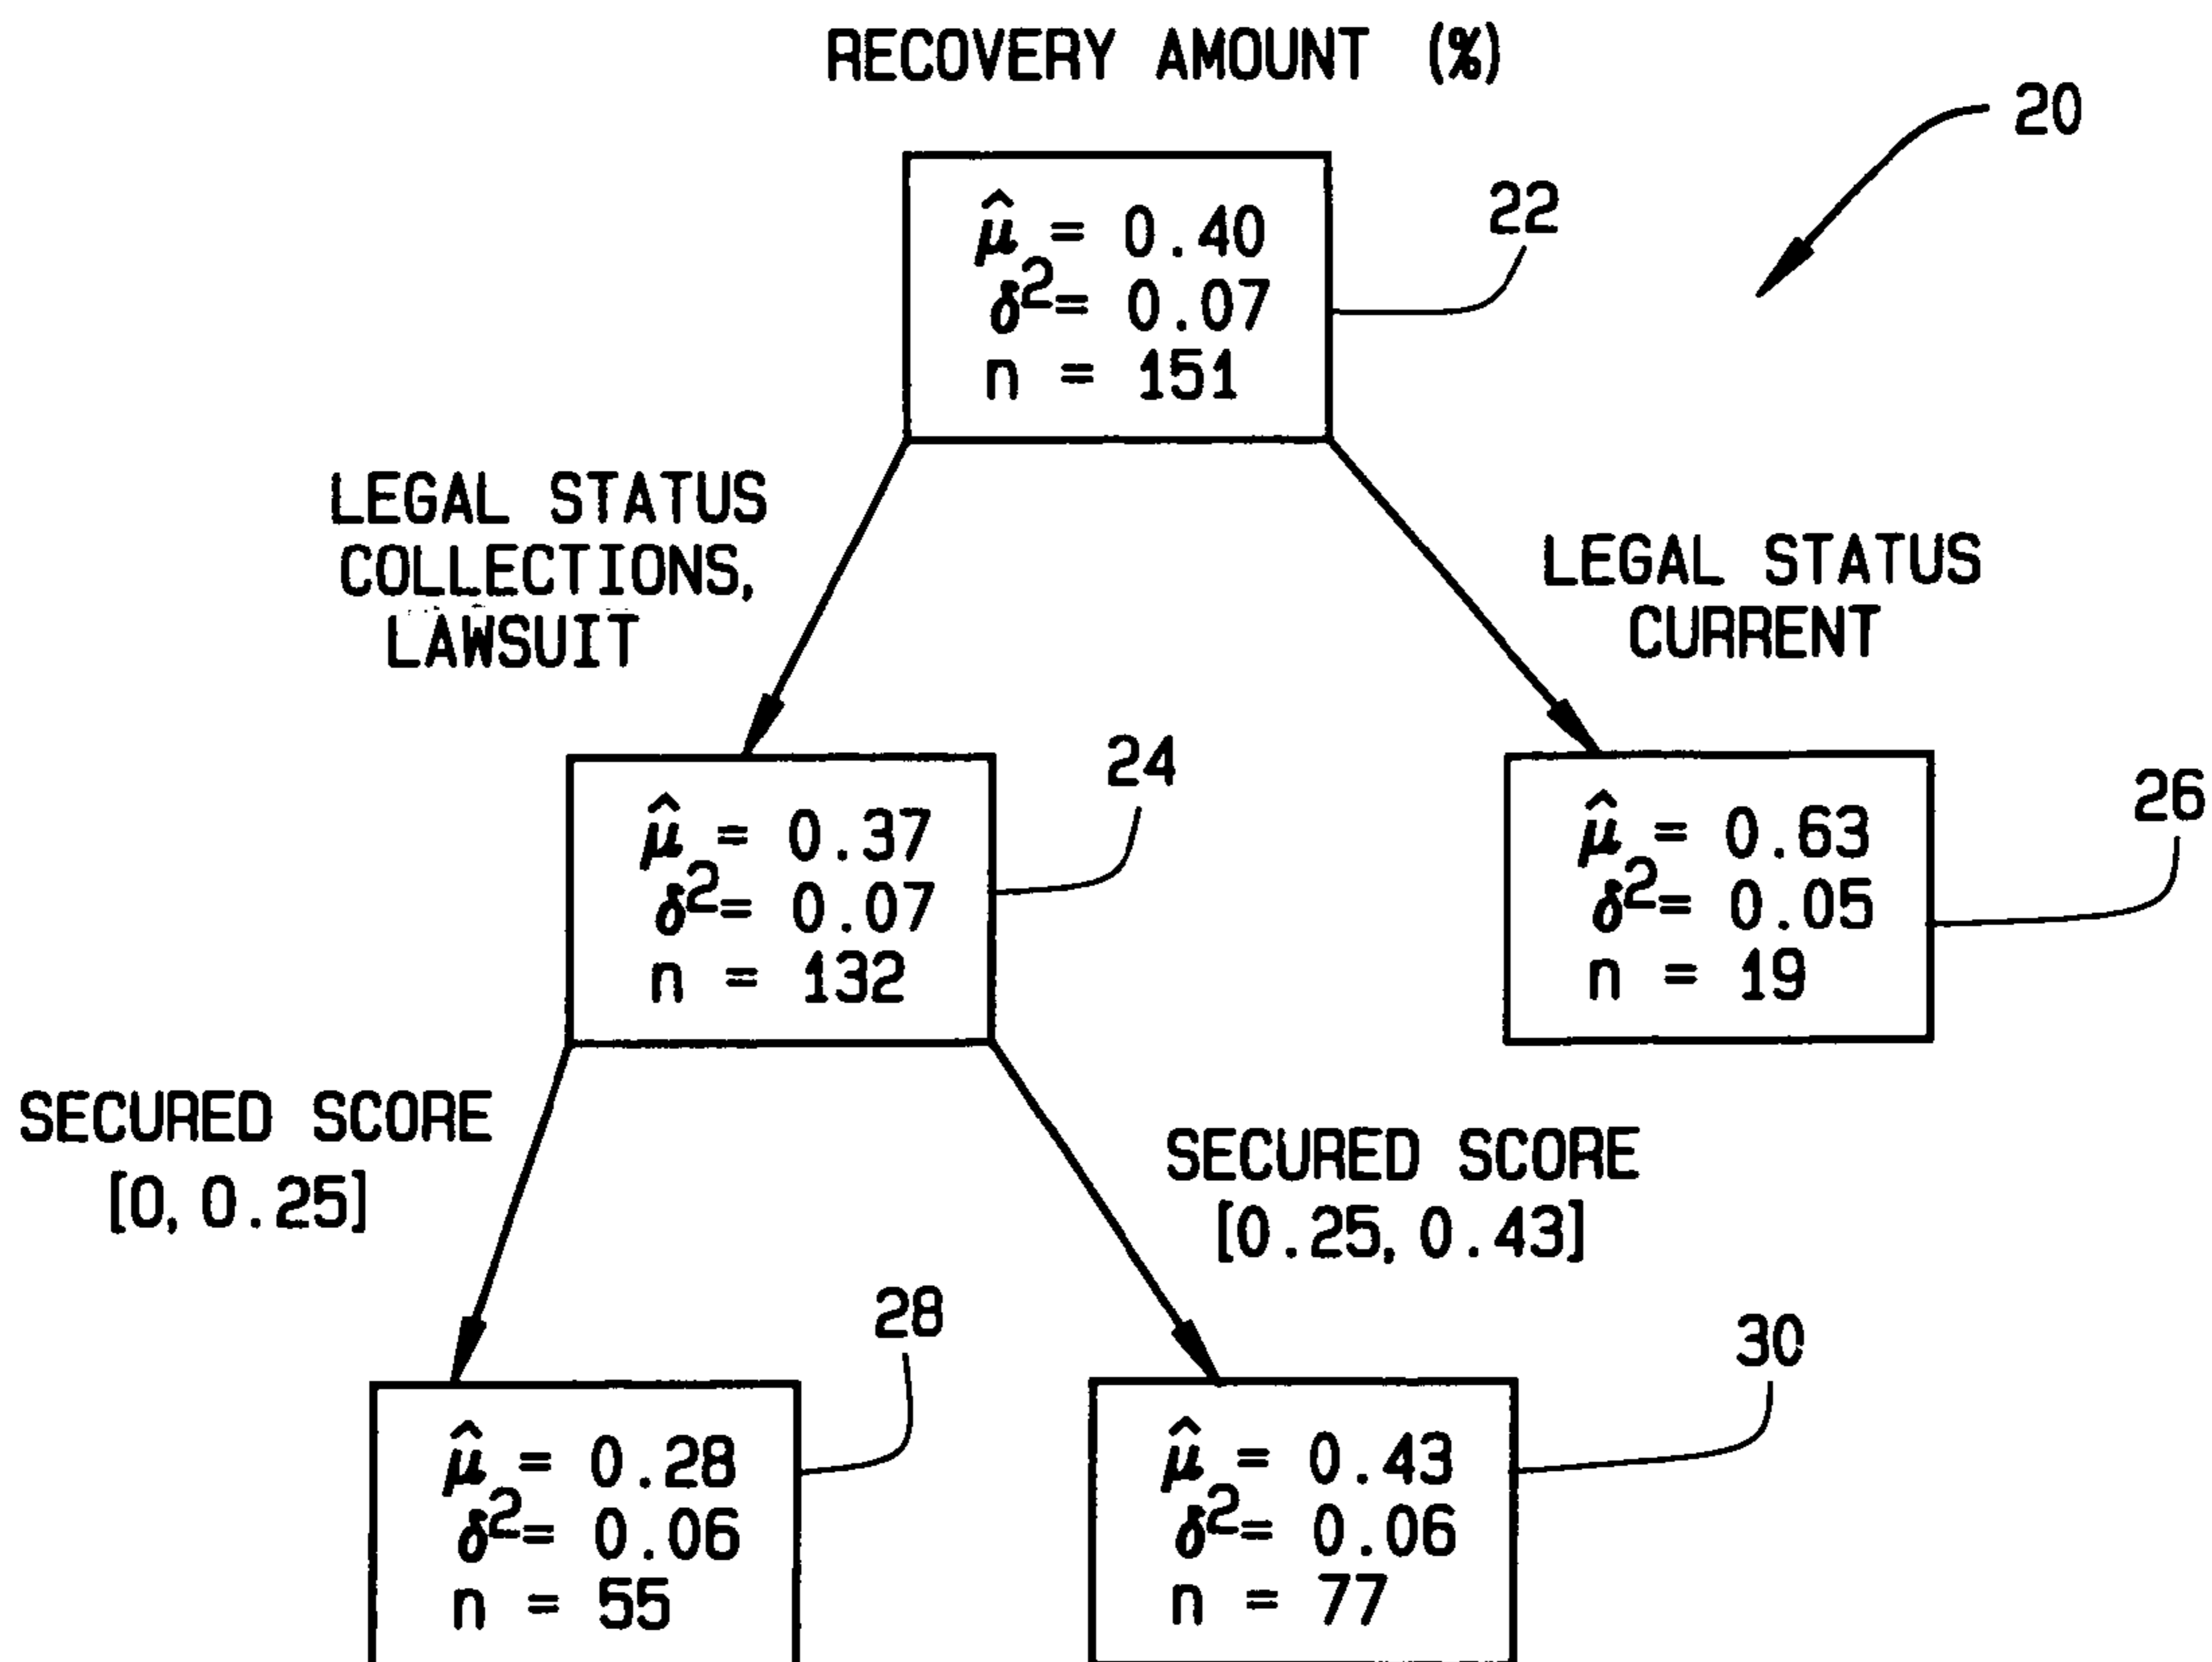 RECOVERY AMOUNT (%)
20
μ̂ = 0.40
δ²= 0.07
n = 151
22
LEGAL STATUS
COLLECTIONS,
LAWSUIT
LEGAL STATUS
CURRENT
μ̂ = 0.37
δ²= 0.07
n = 132
24
μ̂ = 0.63
δ²= 0.05
n = 19
26
SECURED SCORE
[0, 0.25]
SECURED SCORE
[0.25, 0.43]
μ̂ = 0.28
δ²= 0.06
n = 55
28
μ̂ = 0.43
δ²= 0.06
n = 77
30